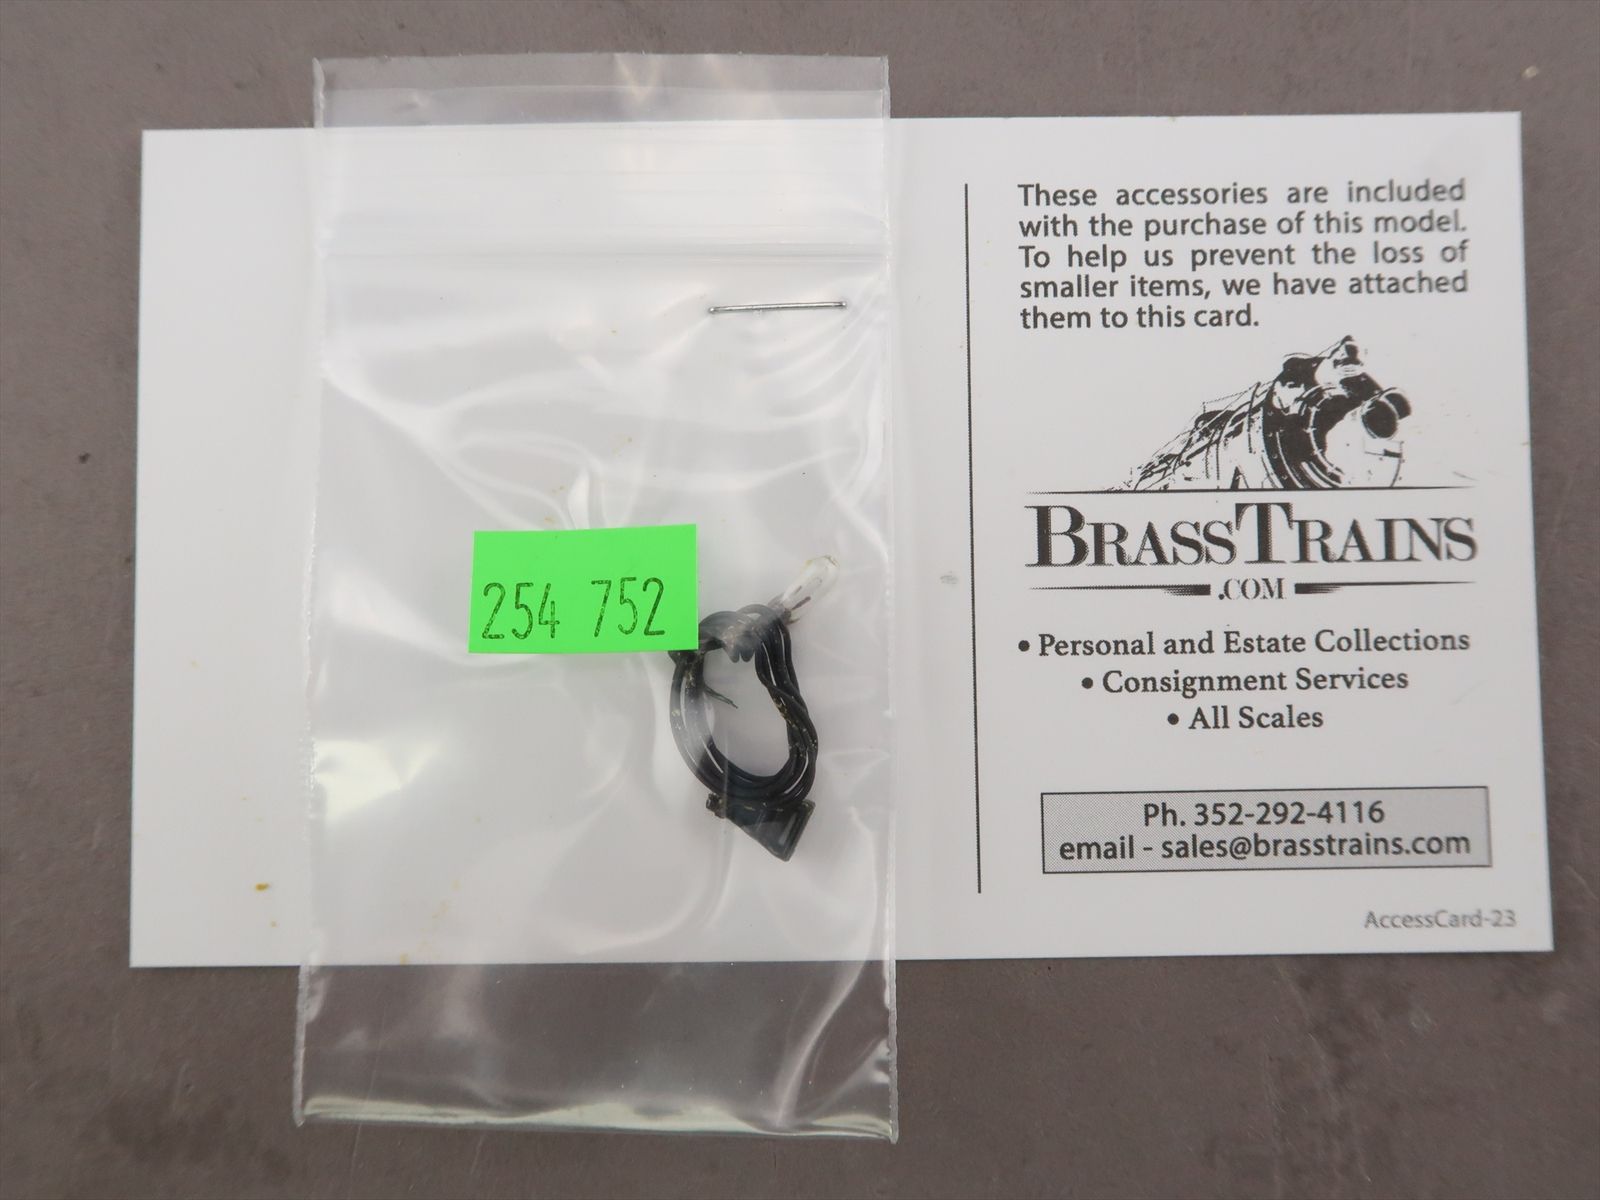 254 752
These accessories are included
with the purchase of this model.
To help us prevent the loss of
smaller items, we have attached
them to this card.
BRASSTRAINS
.COM
• Personal and Estate Collections
• Consignment Services
• All Scales
Ph. 352-292-4116
email - sales@brasstrains.com
AccessCard-23